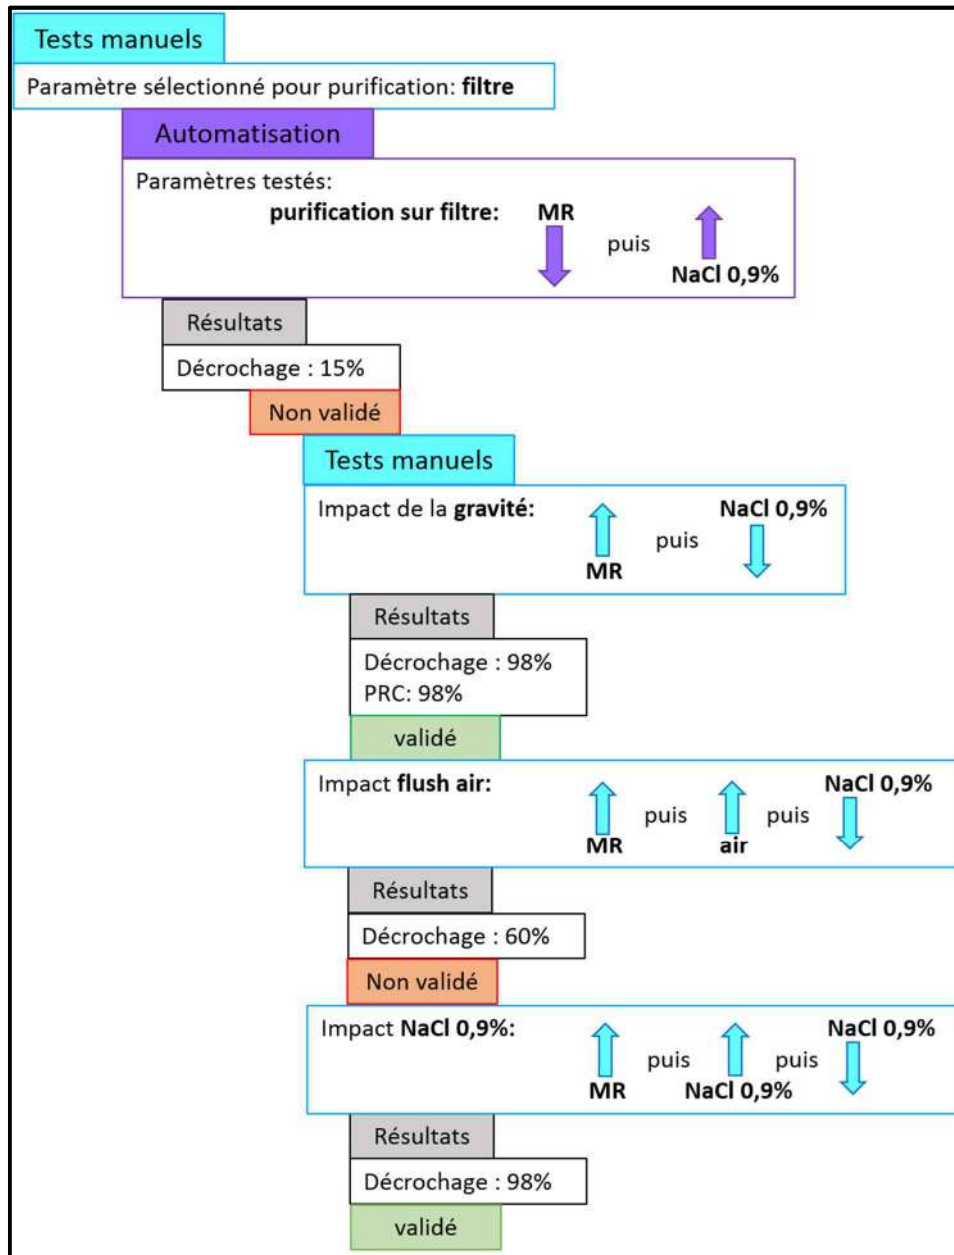 Tests manuels
Paramètre sélectionné pour purification: filtre
Automatisation
Paramètres testés:
purification sur filtre: MR puis NaCl 0,9%
Résultats
Décrochage : 15%
Non validé
Tests manuels
Impact de la gravité: MR puis NaCl 0,9%
Résultats
Décrochage : 98%
PRC: 98%
validé
Impact flush air: MR puis air puis NaCl 0,9%
Résultats
Décrochage : 60%
Non validé
Impact NaCl 0,9%: MR puis NaCl 0,9% puis NaCl 0,9%
Résultats
Décrochage : 98%
validé